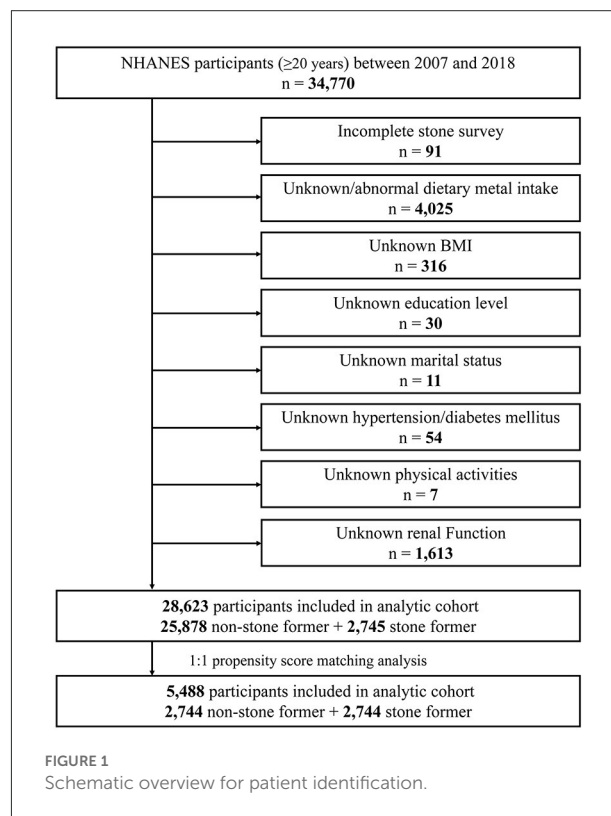 NHANES participants (≥20 years) between 2007 and 2018
n = 34,770
Incomplete stone survey
n = 91
Unknown/abnormal dietary metal intake
n = 4,025
Unknown BMI
n = 316
Unknown education level
n = 30
Unknown marital status
n = 11
Unknown hypertension/diabetes mellitus
n = 54
Unknown physical activities
n = 7
Unknown renal Function
n = 1,613
28,623 participants included in analytic cohort
25,878 non-stone former + 2,745 stone former
1:1 propensity score matching analysis
5,488 participants included in analytic cohort
2,744 non-stone former + 2,744 stone former
FIGURE 1
Schematic overview for patient identification.